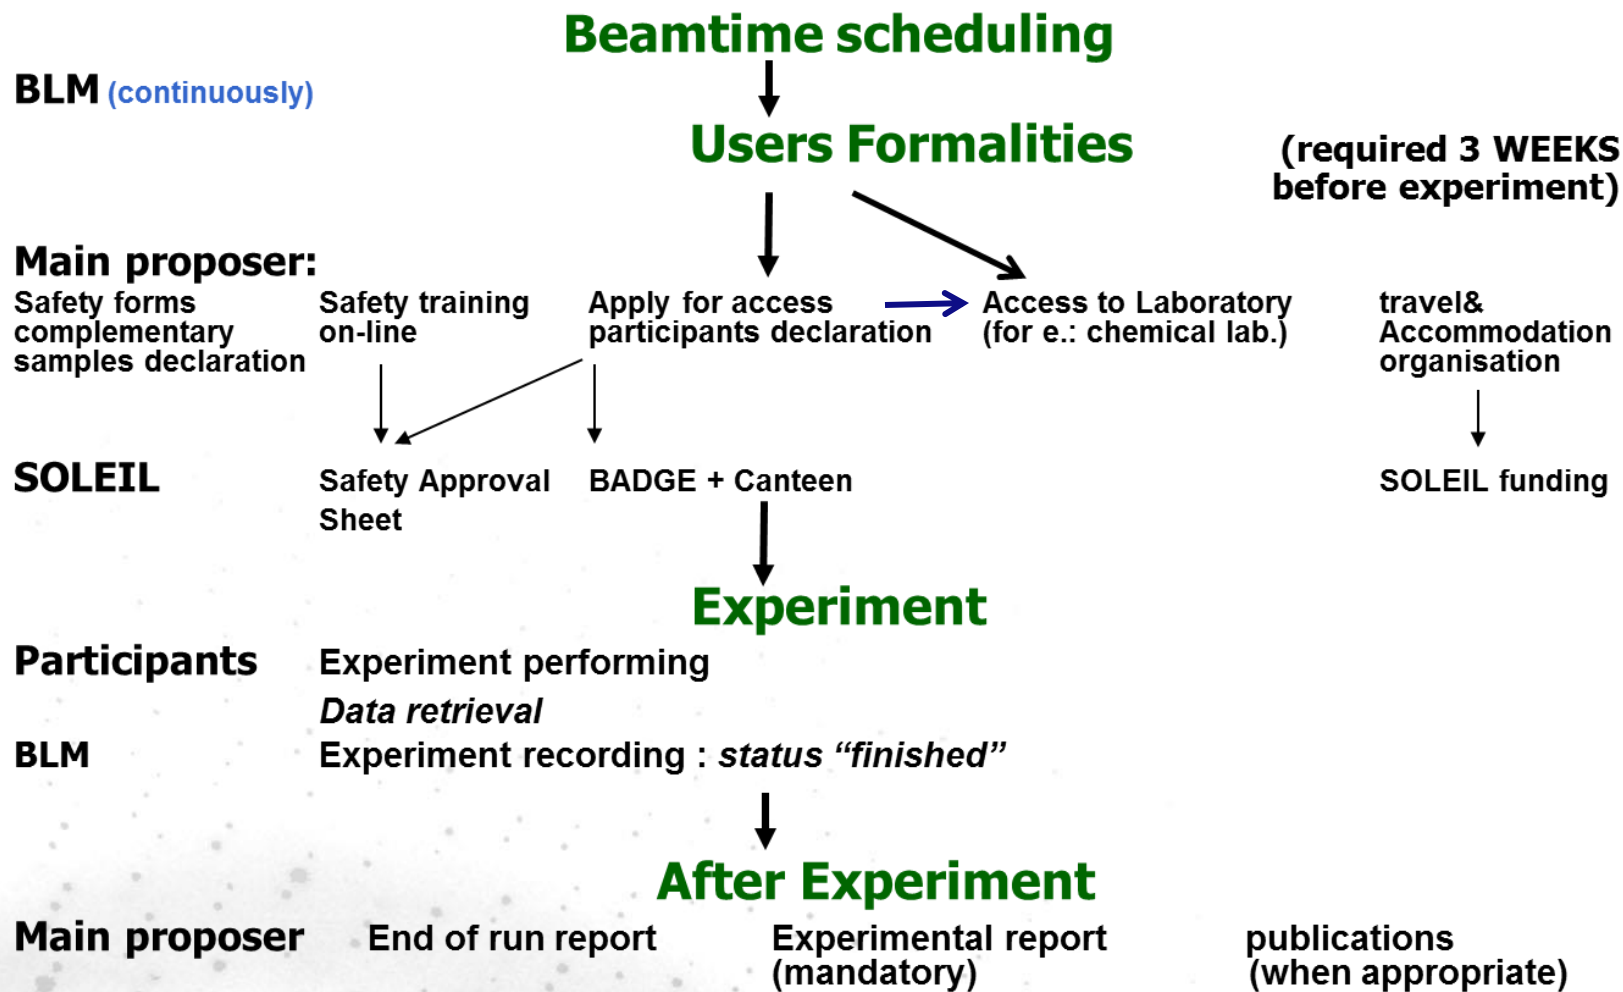 Beamtime scheduling
BLM (continuously)
Users Formalities
(required 3 WEEKS
before experiment)
Main proposer:
Safety forms
complementary
samples declaration
Safety training
on-line
Apply for access
participants declaration
Access to Laboratory
(for e.: chemical lab.)
travel&
Accommodation
organisation
SOLEIL
Safety Approval
Sheet
BADGE + Canteen
SOLEIL funding
Experiment
Participants
Experiment performing
Data retrieval
BLM
Experiment recording : status “finished”
After Experiment
Main proposer
End of run report
Experimental report
(mandatory)
publications
(when appropriate)